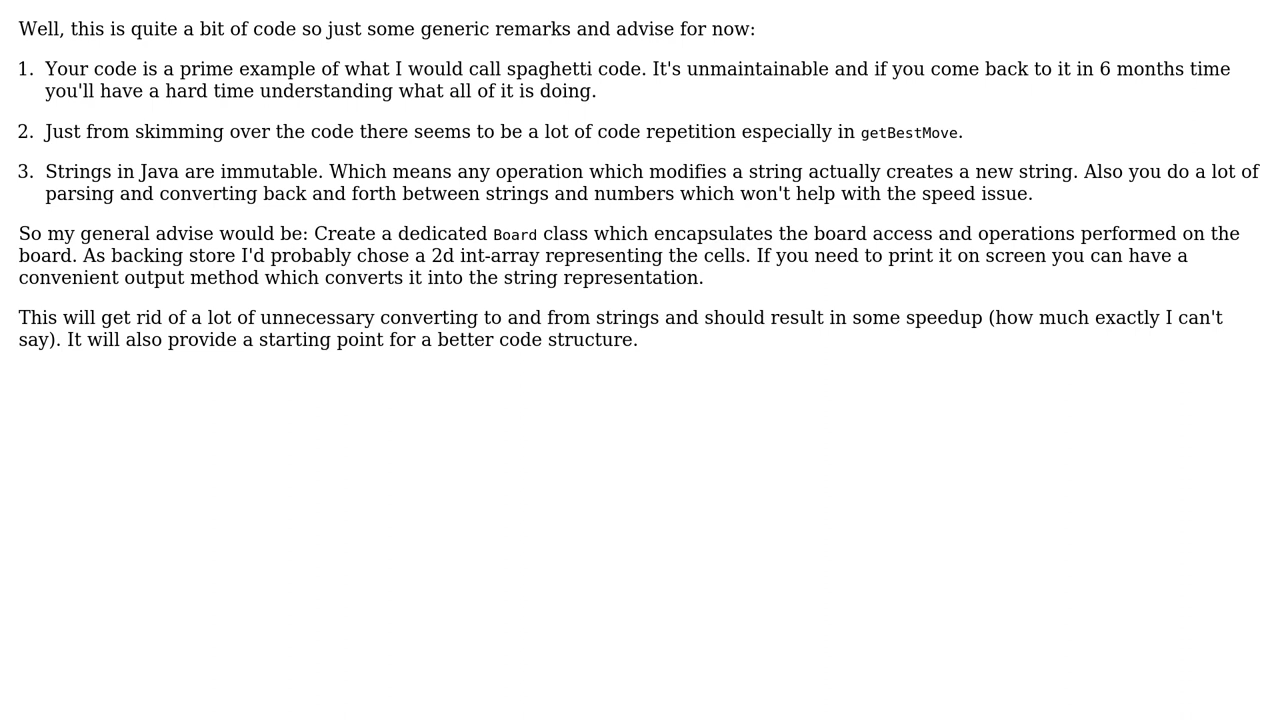 Well, this is quite a bit of code so just some generic remarks and advise for now:
1. Your code is a prime example of what I would call spaghetti code. It's unmaintainable and if you come back to it in 6 months time
you'll have a hard time understanding what all of it is doing.
2. Just from skimming over the code there seems to be a lot of code repetition especially in getBestMove.
3. Strings in Java are immutable. Which means any operation which modifies a string actually creates a new string. Also you do a lot of
parsing and converting back and forth between strings and numbers which won't help with the speed issue.
So my general advise would be: Create a dedicated Board class which encapsulates the board access and operations performed on the
board. As backing store I'd probably chose a 2d int-array representing the cells. If you need to print it on screen you can have a
convenient output method which converts it into the string representation.
This will get rid of a lot of unnecessary converting to and from strings and should result in some speedup (how much exactly I can't
say). It will also provide a starting point for a better code structure.